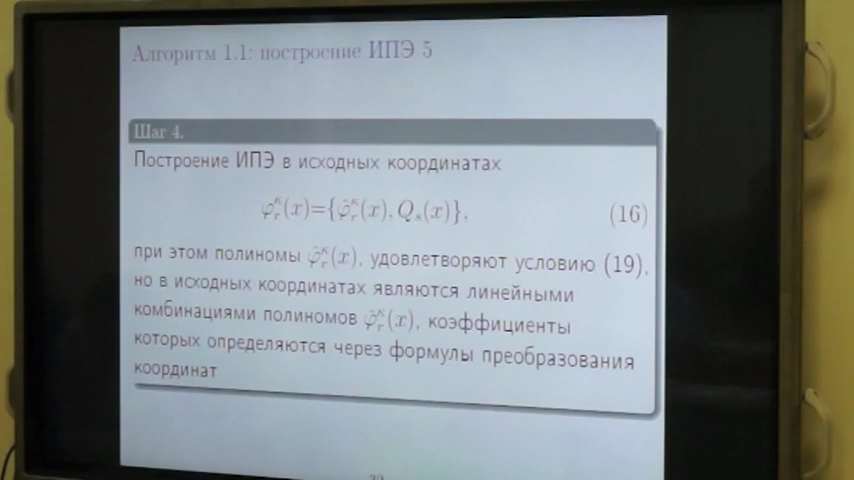 Алгоритм 1.1: построение ИПЭ 5
Шаг 4.
Построение ИПЭ в исходных координатах
φ_r^κ(x)={φ̌_r^κ(x), Q_s(x)}, (16)
при этом полиномы φ̌_r^κ(x), удовлетворяют условию (19),
но в исходных координатах являются линейными
комбинациями полиномов φ̌_r^κ(x), коэффициенты
которых определяются через формулы преобразования
координат